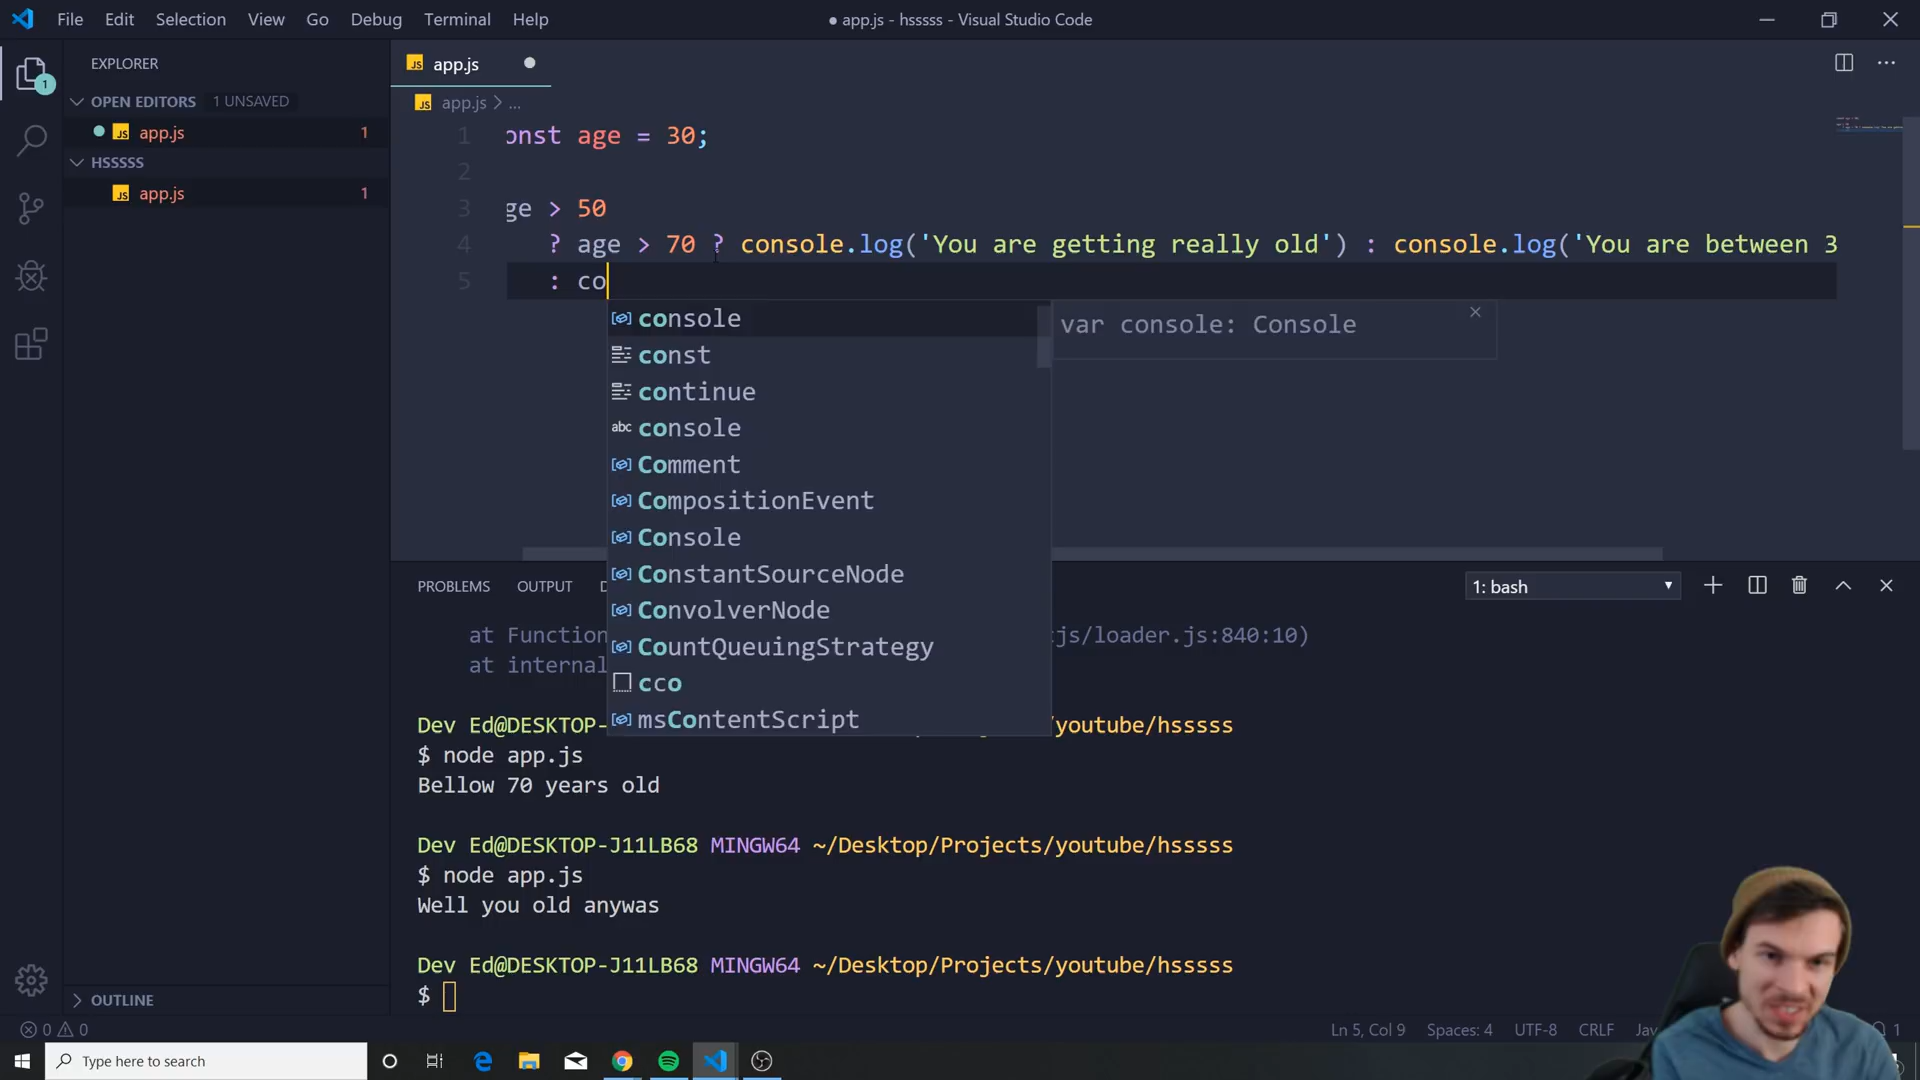 File Edit Selection View Go Debug Terminal Help
● app.js - hsssss - Visual Studio Code
EXPLORER
OPEN EDITORS 1 UNSAVED
app.js 1
HSSSSS
app.js 1
OUTLINE
1
app.js
app.js > ...
1 onst age = 30;
2
3 ge > 50
4 ? age > 70 ? console.log('You are getting really old') : console.log('You are between 3
5 : co
console
const
continue
abc console
Comment
CompositionEvent
Console
ConstantSourceNode
ConvolverNode
CountQueuingStrategy
cco
msContentScript
var console: Console
PROBLEMS OUTPUT D
1: bash
at Function js/loader.js:840:10)
at internal
Dev Ed@DESKTOP- /youtube/hsssss
$ node app.js
Bellow 70 years old
Dev Ed@DESKTOP-J11LB68 MINGW64 ~/Desktop/Projects/youtube/hsssss
$ node app.js
Well you old anywas
Dev Ed@DESKTOP-J11LB68 MINGW64 ~/Desktop/Projects/youtube/hsssss
$
0 0 Ln 5, Col 9 Spaces: 4 UTF-8 CRLF Jav 1
Type here to search